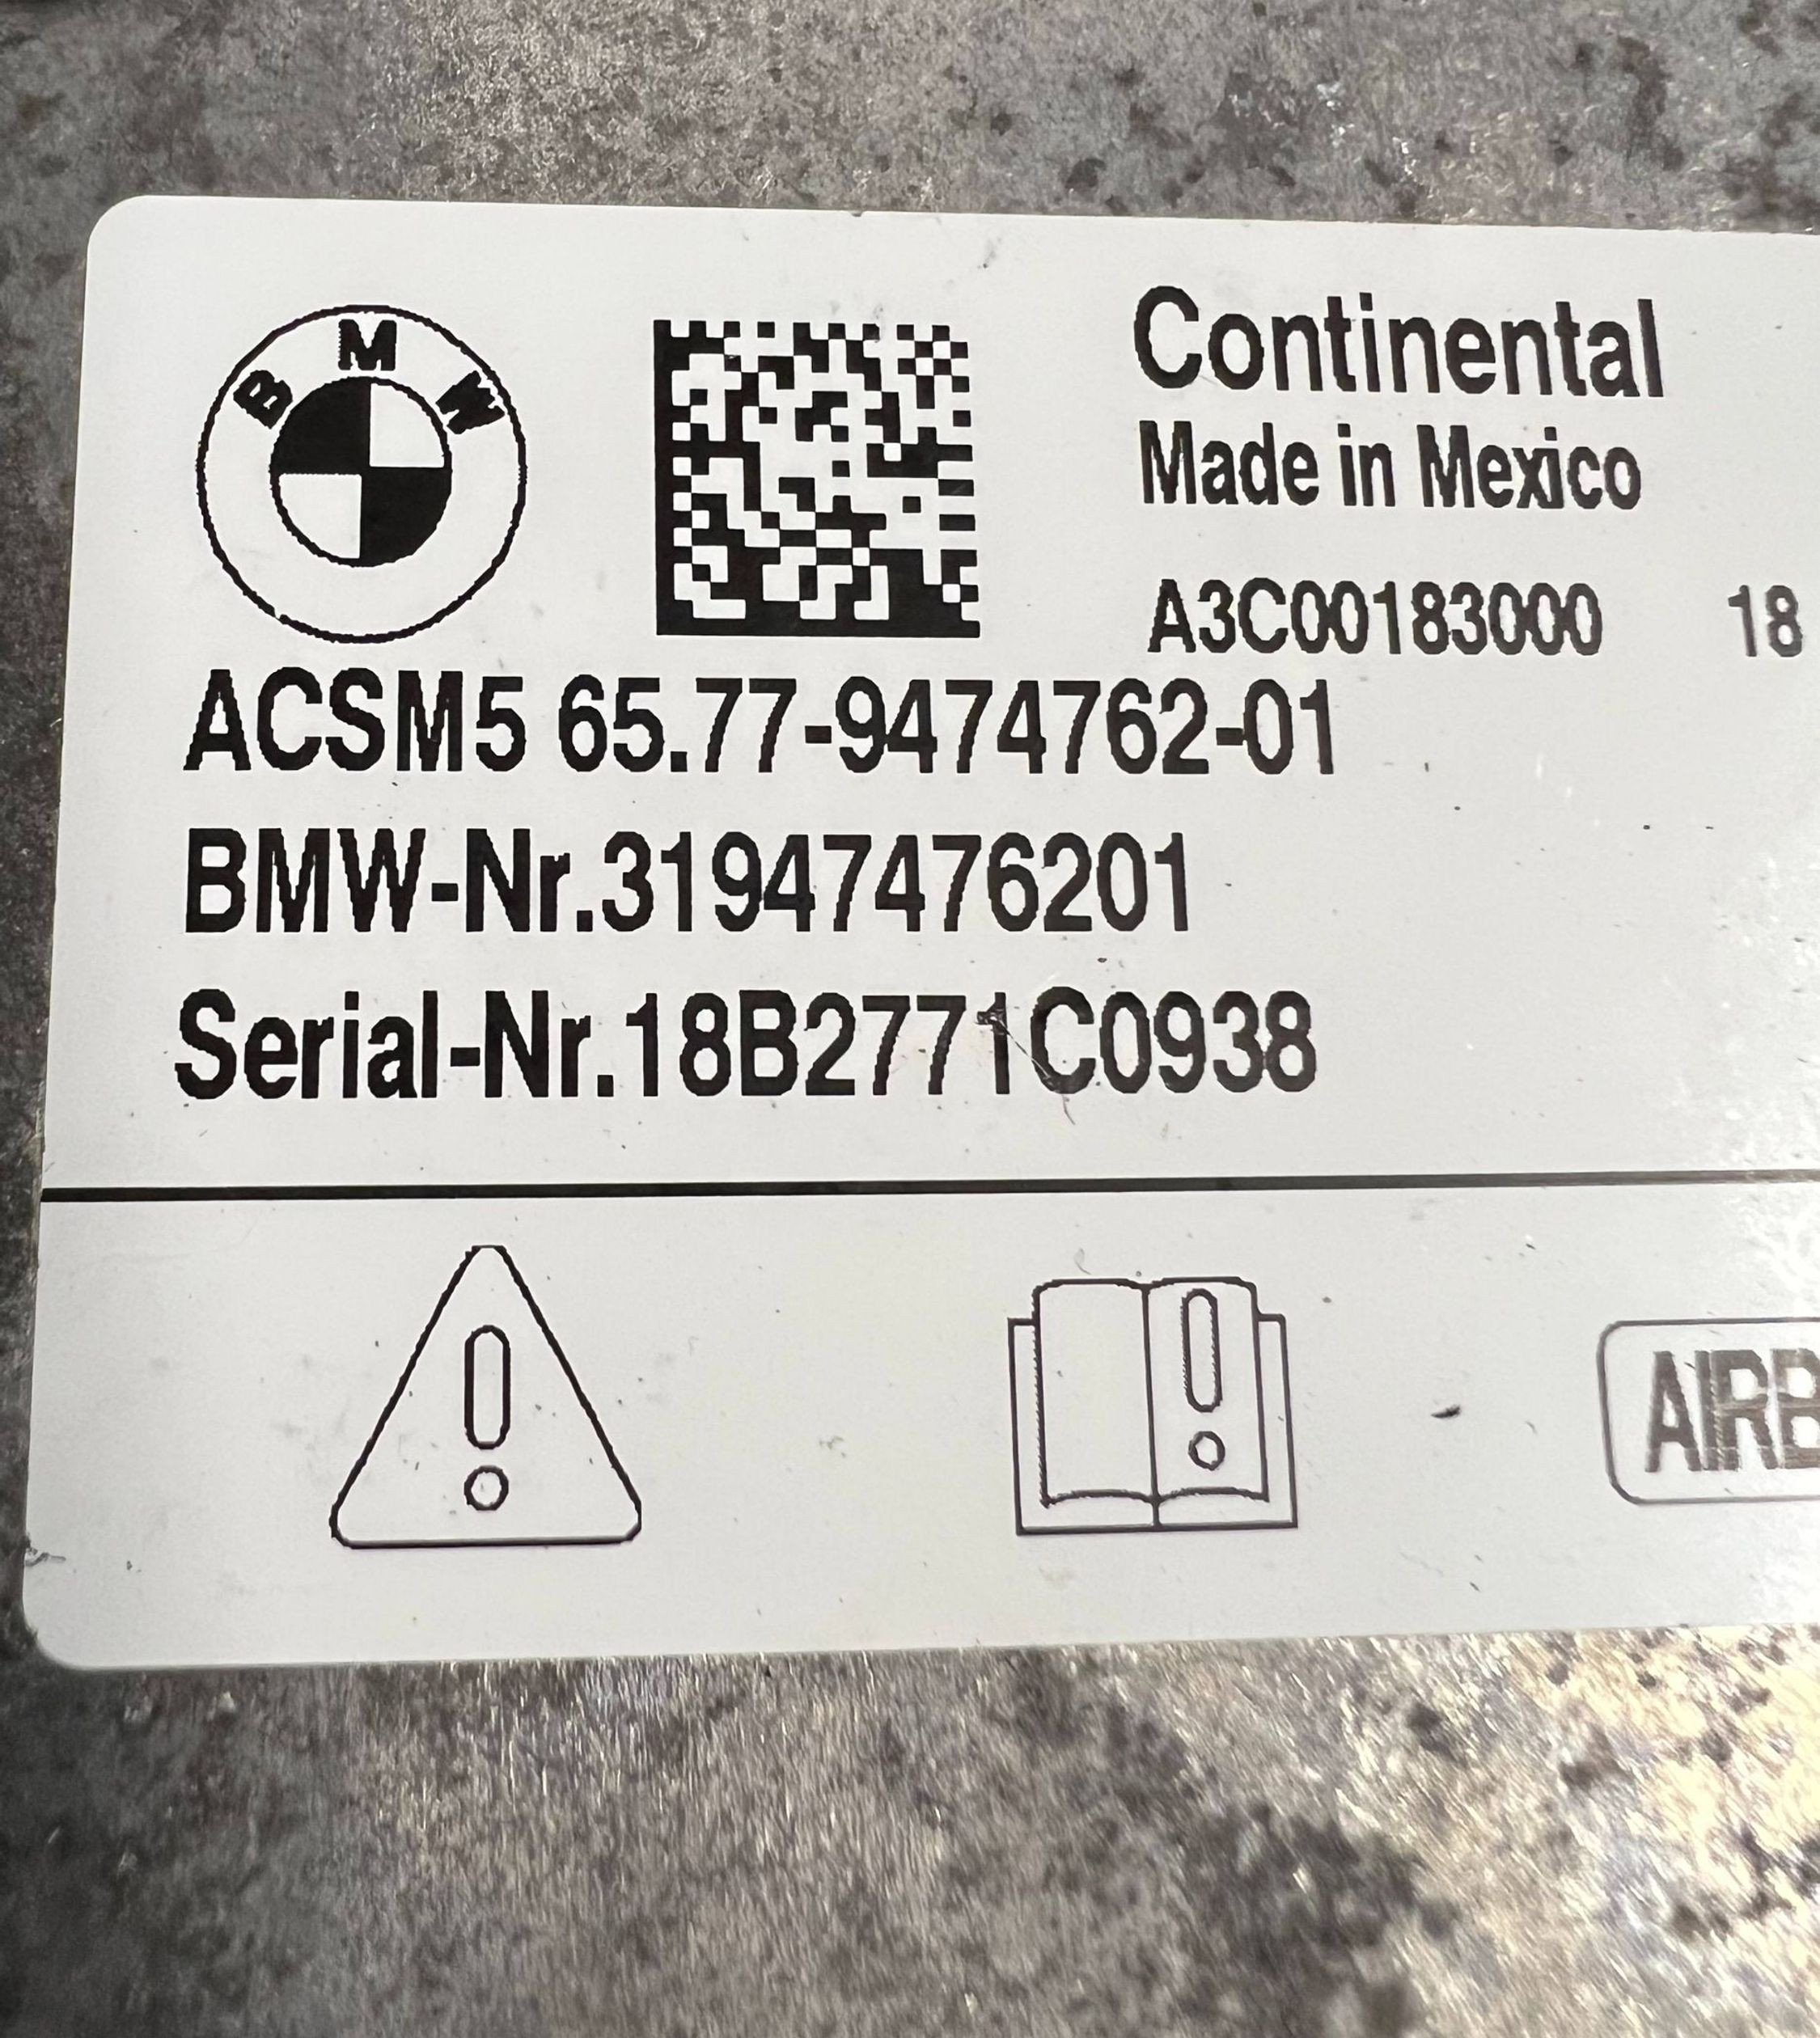 BMW
Continental
Made in Mexico
A3C00183000 18
ACSM5 65.77-9474762-01
BMW-Nr.31947476201
Serial-Nr.18B2771C0938
AIRB